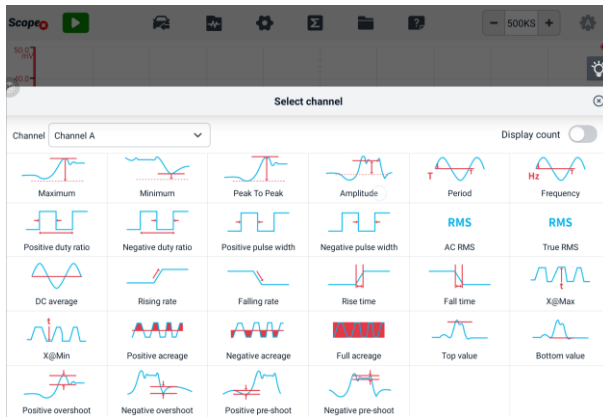 Scope
− 500KS +
50.0
mV
40.0
Select channel
Channel Channel A Display count
Maximum Minimum Peak To Peak Amplitude T Period Hz T Frequency
Positive duty ratio Negative duty ratio Positive pulse width Negative pulse width RMS AC RMS RMS True RMS
DC average Rising rate Falling rate Rise time Fall time t X@Max
t X@Min Positive acreage Negative acreage Full acreage Top value Bottom value
Positive overshoot Negative overshoot Positive pre-shoot Negative pre-shoot